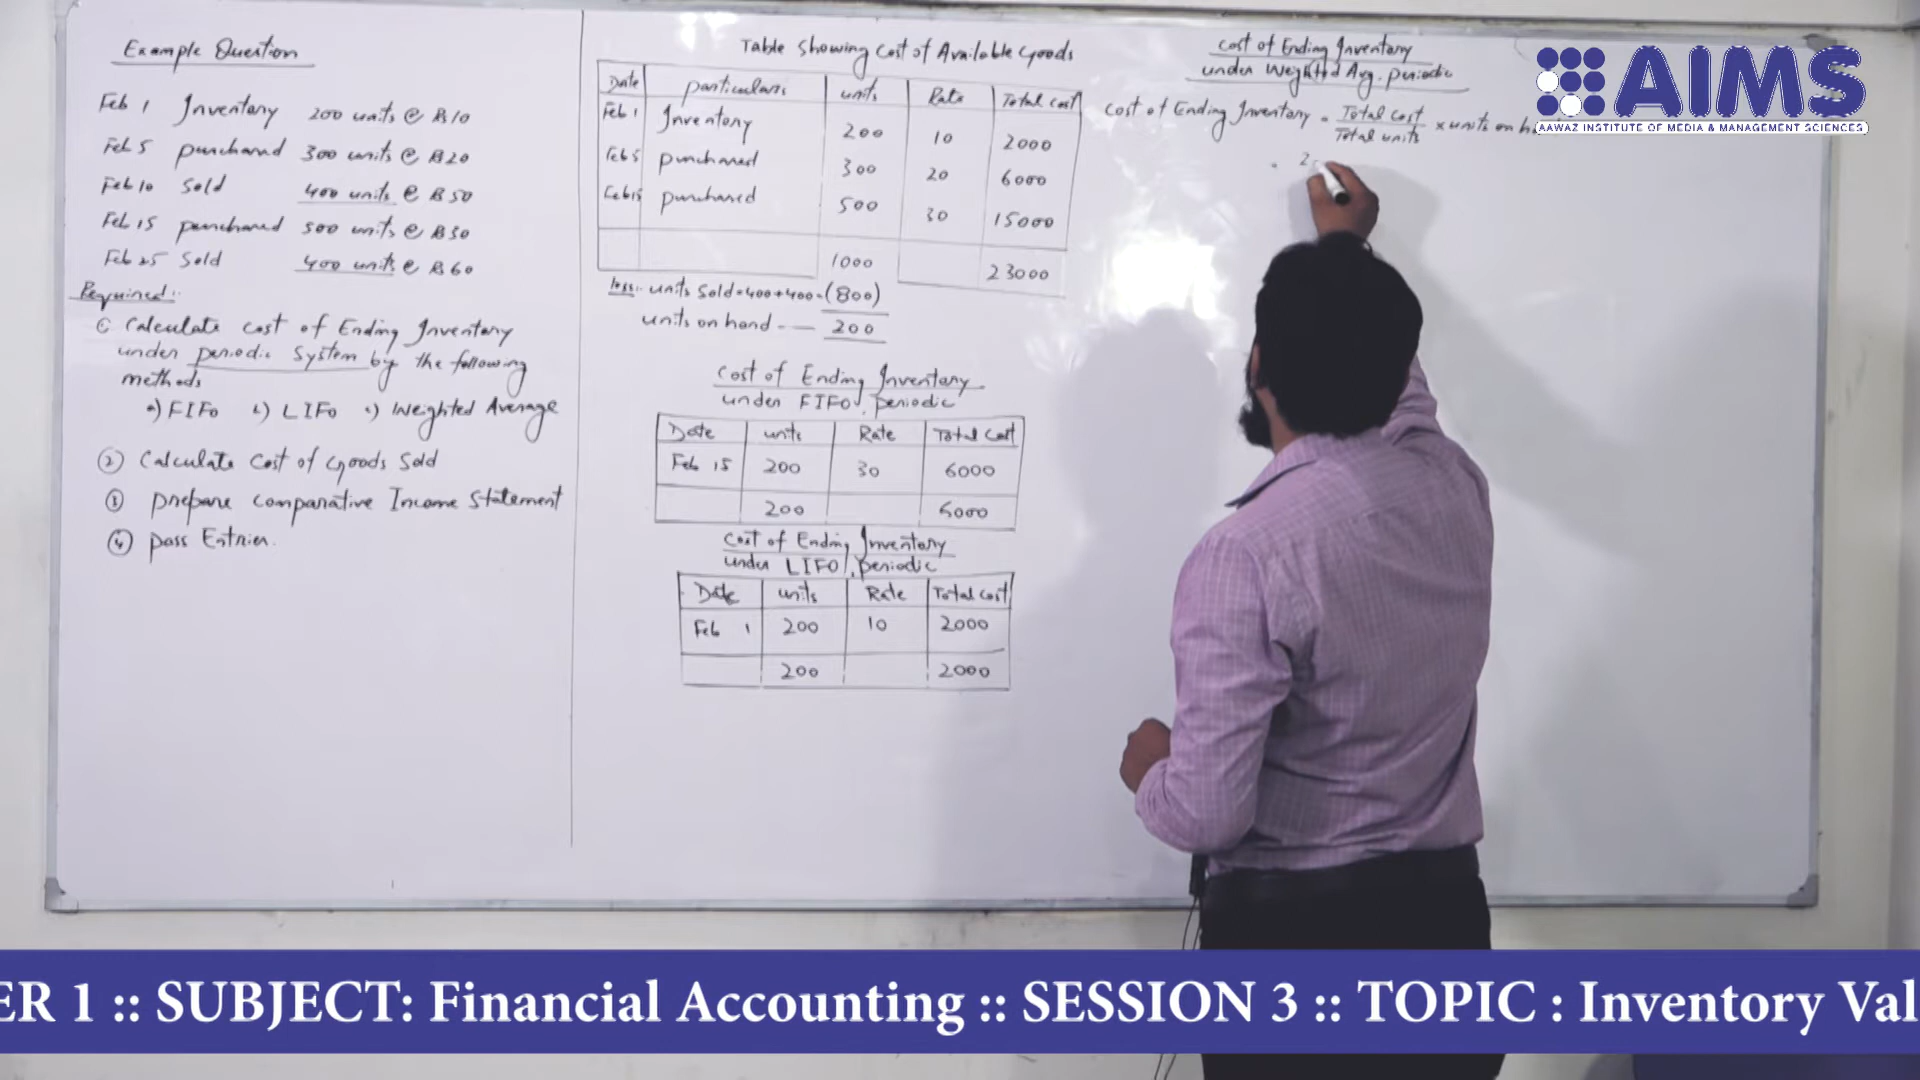 Example Question
Feb 1 Inventory 200 units @ Rs 10
Feb 5 purchased 300 units @ Rs 20
Feb 10 Sold 400 units @ Rs 50
Feb 15 purchased 500 units @ Rs 30
Feb 25 Sold 400 units @ Rs 60
Required:-
① Calculate cost of Ending Inventory
under periodic System by the following
methods
a) FIFO b) LIFO c) Weighted Average
② Calculate Cost of Goods Sold
③ prepare comparative Income Statement
④ pass Entries.
Table Showing Cost of Available Goods
Date particulars units Rate Total cost
Feb 1 Inventory 200 10 2000
Feb 5 purchased 300 20 6000
Feb 15 purchased 500 30 15000
1000 23000
less:- units Sold = 400+400 = (800)
units on hand - — 200
Cost of Ending Inventory
under FIFO, periodic
Date units Rate Total Cost
Feb 15 200 30 6000
200 6000
Cost of Ending Inventory
under LIFO, periodic
Date units Rate Total cost
Feb 1 200 10 2000
200 2000
Cost of Ending Inventory
under Weighted Avg. periodic
Cost of Ending Inventory = Total Cost / Total units x units on
= 2
AIMS
AAWAZ INSTITUTE OF MEDIA & MANAGEMENT SCIENCES
ER 1 :: SUBJECT: Financial Accounting :: SESSION 3 :: TOPIC : Inventory Val